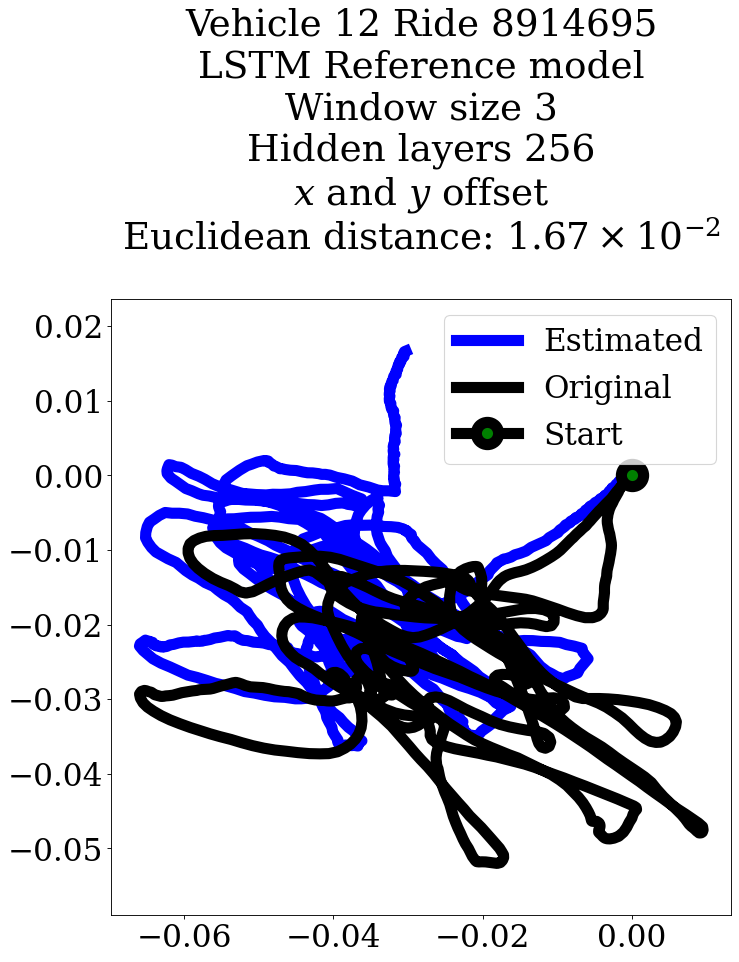 Vehicle 12 Ride 8914695
LSTM Reference model
Window size 3
Hidden layers 256
x and y offset
Euclidean distance: 1.67 × 10⁻²
Estimated
Original
Start
0.02
0.01
0.00
−0.01
−0.02
−0.03
−0.04
−0.05
−0.06 −0.04 −0.02 0.00